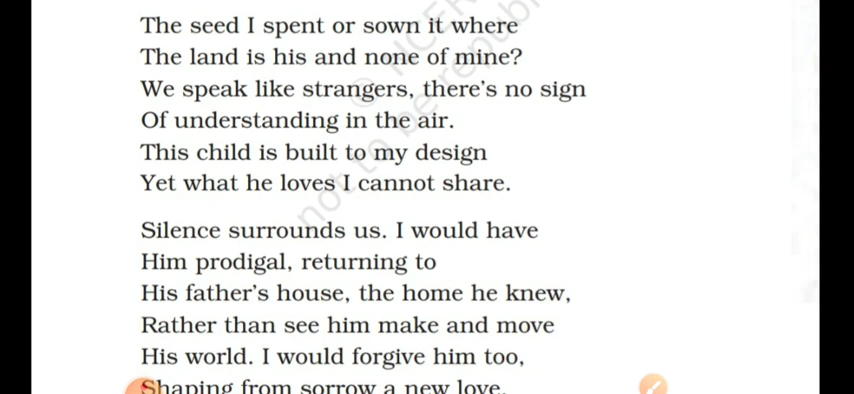 The seed I spent or sown it where
The land is his and none of mine?
We speak like strangers, there's no sign
Of understanding in the air.
This child is built to my design
Yet what he loves I cannot share.
Silence surrounds us. I would have
Him prodigal, returning to
His father's house, the home he knew,
Rather than see him make and move
His world. I would forgive him too,
Shaping from sorrow a new love.